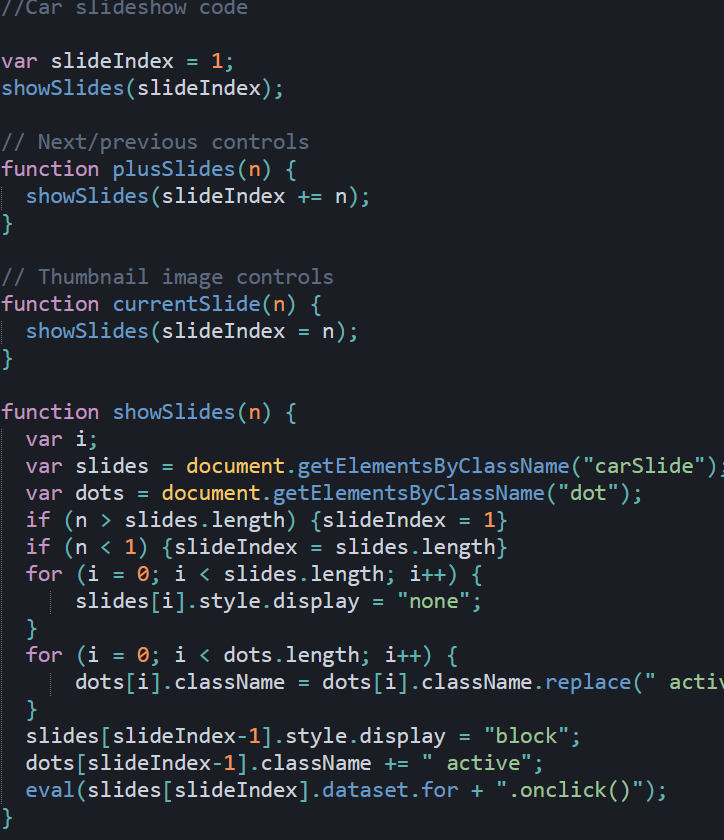 //Car slideshow code

var slideIndex = 1;
showSlides(slideIndex);

// Next/previous controls
function plusSlides(n) {
  showSlides(slideIndex += n);
}

// Thumbnail image controls
function currentSlide(n) {
  showSlides(slideIndex = n);
}

function showSlides(n) {
  var i;
  var slides = document.getElementsByClassName("carSlide");
  var dots = document.getElementsByClassName("dot");
  if (n > slides.length) {slideIndex = 1}
  if (n < 1) {slideIndex = slides.length}
  for (i = 0; i < slides.length; i++) {
      slides[i].style.display = "none";
  }
  for (i = 0; i < dots.length; i++) {
      dots[i].className = dots[i].className.replace(" activ
  }
  slides[slideIndex-1].style.display = "block";
  dots[slideIndex-1].className += " active";
  eval(slides[slideIndex].dataset.for + ".onclick()");
}